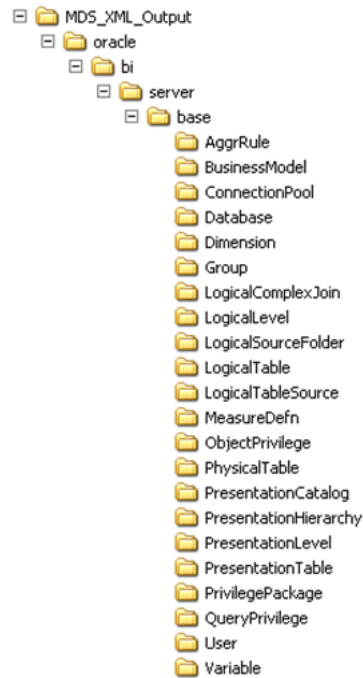 MDS_XML_Output
oracle
bi
server
base
AggrRule
BusinessModel
ConnectionPool
Database
Dimension
Group
LogicalComplexJoin
LogicalLevel
LogicalSourceFolder
LogicalTable
LogicalTableSource
MeasureDefn
ObjectPrivilege
PhysicalTable
PresentationCatalog
PresentationHierarchy
PresentationLevel
PresentationTable
PrivilegePackage
QueryPrivilege
User
Variable